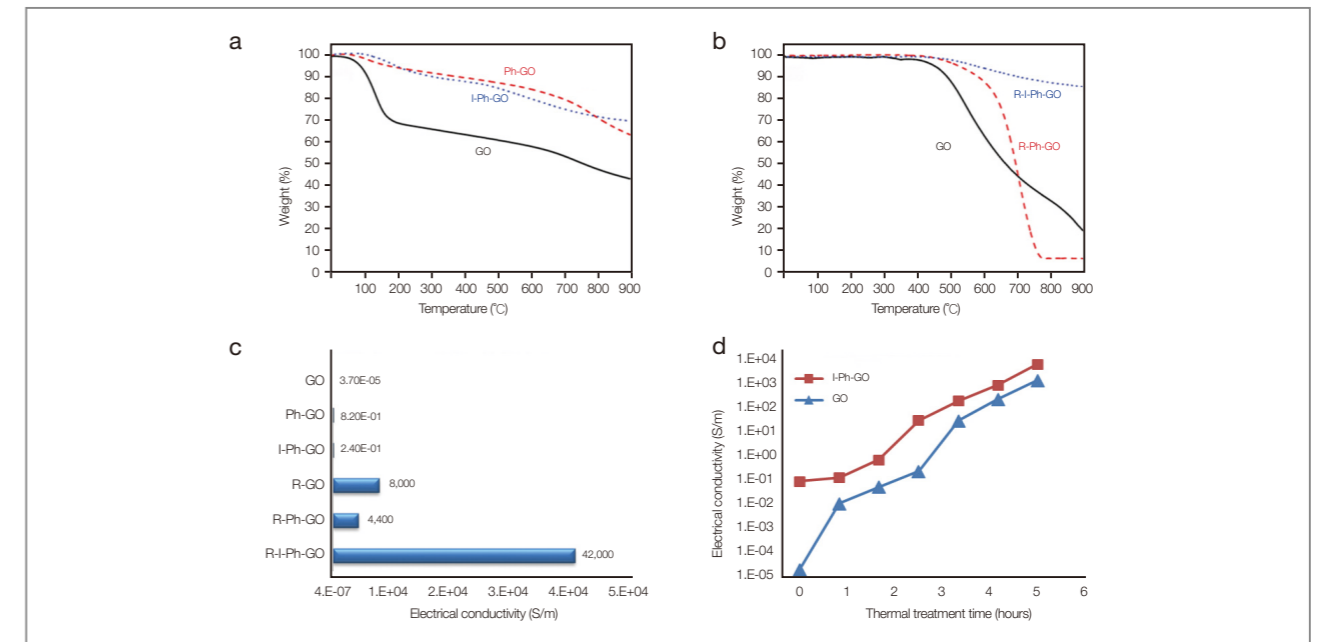 a
100
90
80
70
60
50
40
30
20
10
0
Weight (%)
Ph-GO
I-Ph-GO
GO
100 200 300 400 500 600 700 800 900
Temperature (℃)
b
100
90
80
70
60
50
40
30
20
10
0
Weight (%)
R-I-Ph-GO
GO
R-Ph-GO
100 200 300 400 500 600 700 800 900
Temperature (℃)
c
GO 3.70E-05
Ph-GO 8.20E-01
I-Ph-GO 2.40E-01
R-GO 8,000
R-Ph-GO 4,400
R-I-Ph-GO 42,000
4.E-07 1.E+04 2.E+04 3.E+04 4.E+04 5.E+04
Electrical conductivity (S/m)
d
1.E+04
1.E+03
1.E+02
1.E+01
1.E+00
1.E-01
1.E-02
1.E-03
1.E-04
1.E-05
Electrical conductivity (S/m)
I-Ph-GO
GO
0 1 2 3 4 5 6
Thermal treatment time (hours)